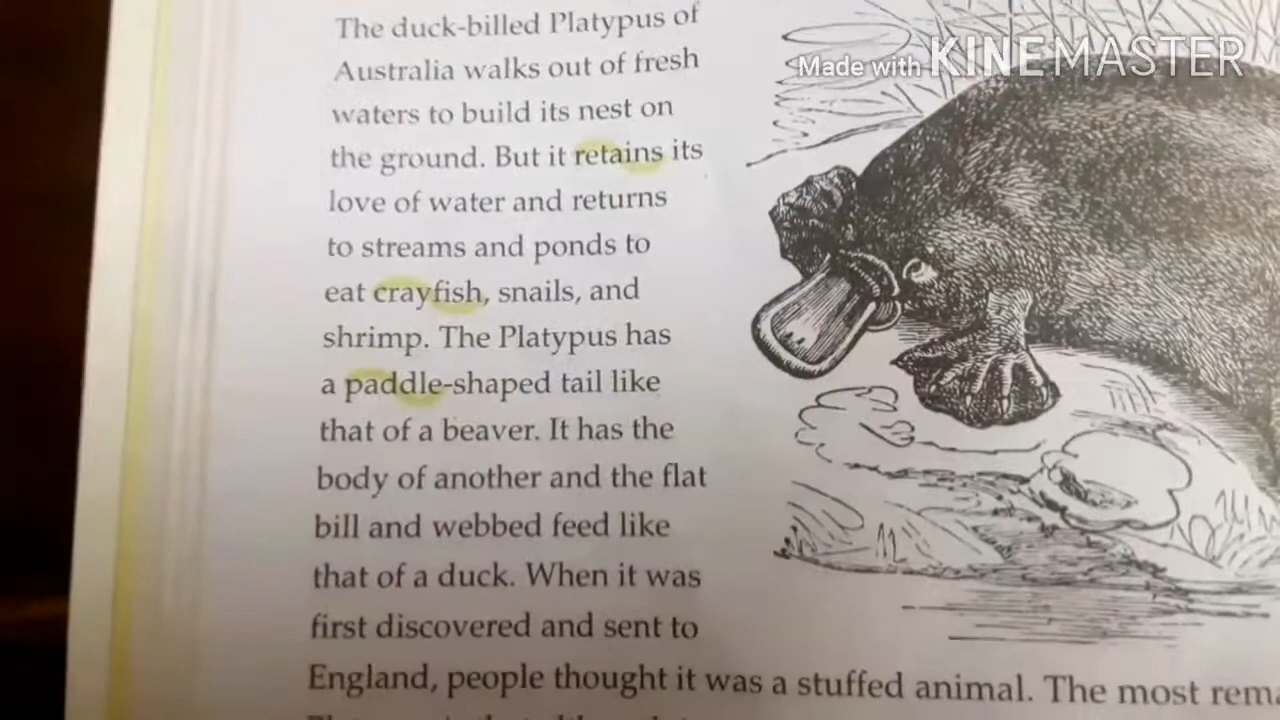 The duck-billed Platypus of
Australia walks out of fresh
waters to build its nest on
the ground. But it retains its
love of water and returns
to streams and ponds to
eat crayfish, snails, and
shrimp. The Platypus has
a paddle-shaped tail like
that of a beaver. It has the
body of another and the flat
bill and webbed feed like
that of a duck. When it was
first discovered and sent to
England, people thought it was a stuffed animal. The most
Made with KINEMASTER